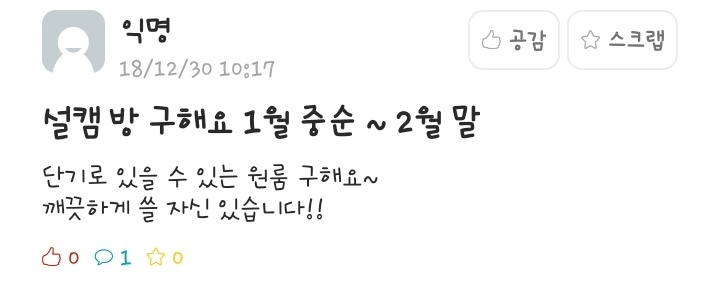 익명
18/12/30 10:17
공감
스크랩
설캠 방 구해요 1월 중순 ~ 2월 말
단기로 있을 수 있는 원룸 구해요~
깨끗하게 쓸 자신 있습니다!!
0 1 0